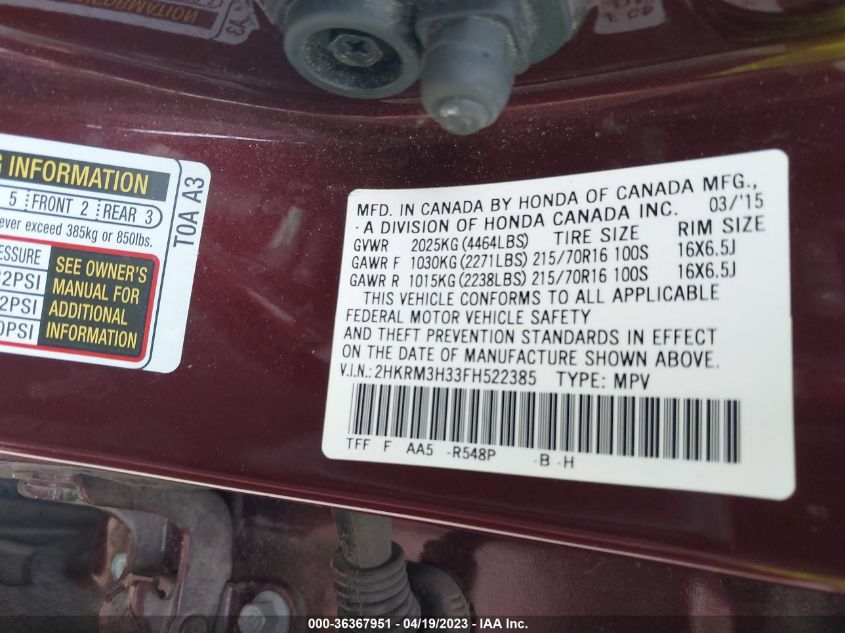 G INFORMATION
5 FRONT 2 REAR 3
ever exceed 385kg or 850lbs.
ESSURE
2PSI
2PSI
0PSI
SEE OWNER'S
MANUAL FOR
ADDITIONAL
INFORMATION
T0A A3
MFD. IN CANADA BY HONDA OF CANADA MFG.,
A DIVISION OF HONDA CANADA INC. 03/'15
GVWR 2025KG (4464LBS) TIRE SIZE RIM SIZE
GAWR F 1030KG (2271LBS) 215/70R16 100S 16X6.5J
GAWR R 1015KG (2238LBS) 215/70R16 100S 16X6.5J
THIS VEHICLE CONFORMS TO ALL APPLICABLE
FEDERAL MOTOR VEHICLE SAFETY
AND THEFT PREVENTION STANDARDS IN EFFECT
ON THE DATE OF MANUFACTURE SHOWN ABOVE.
V.I.N.: 2HKRM3H33FH522385 TYPE: MPV
TFF F AA5 -R548P -B -H
000-36367951 - 04/19/2023 - IAA Inc.